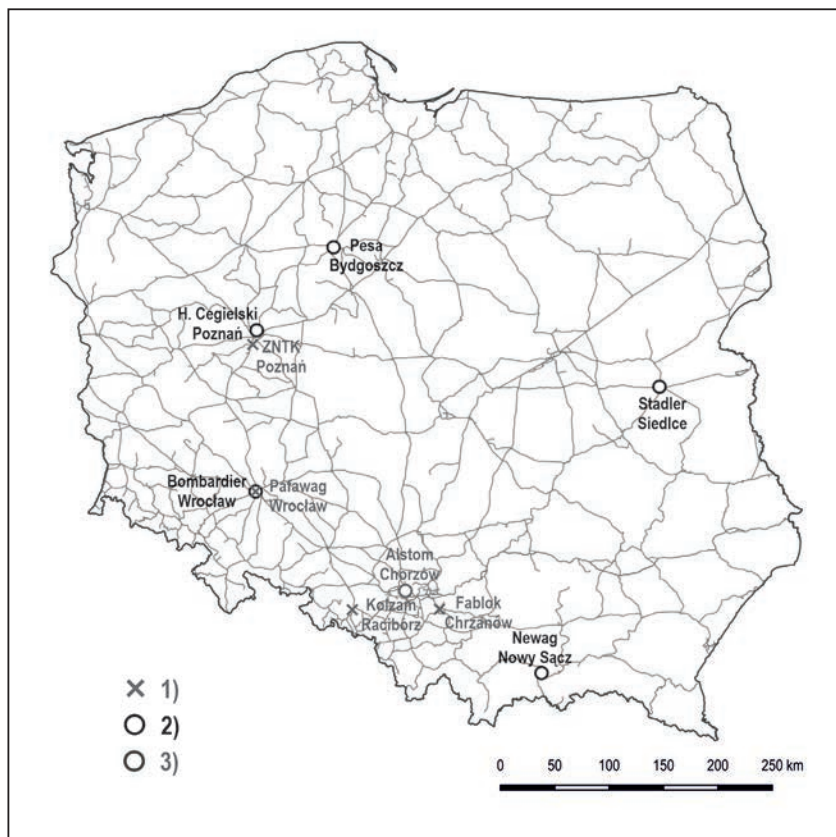 Pesa
Bydgoszcz
H. Cegielski
Poznań
ZNTK
Poznań
Stadler
Siedlce
Bombardier
Wrocław
Pafawag
Wrocław
Alstom
Chorzów
Kolzam
Racibórz
Fablok
Chrzanów
Newag
Nowy Sącz
1)
2)
3)
0 50 100 150 200 250 km